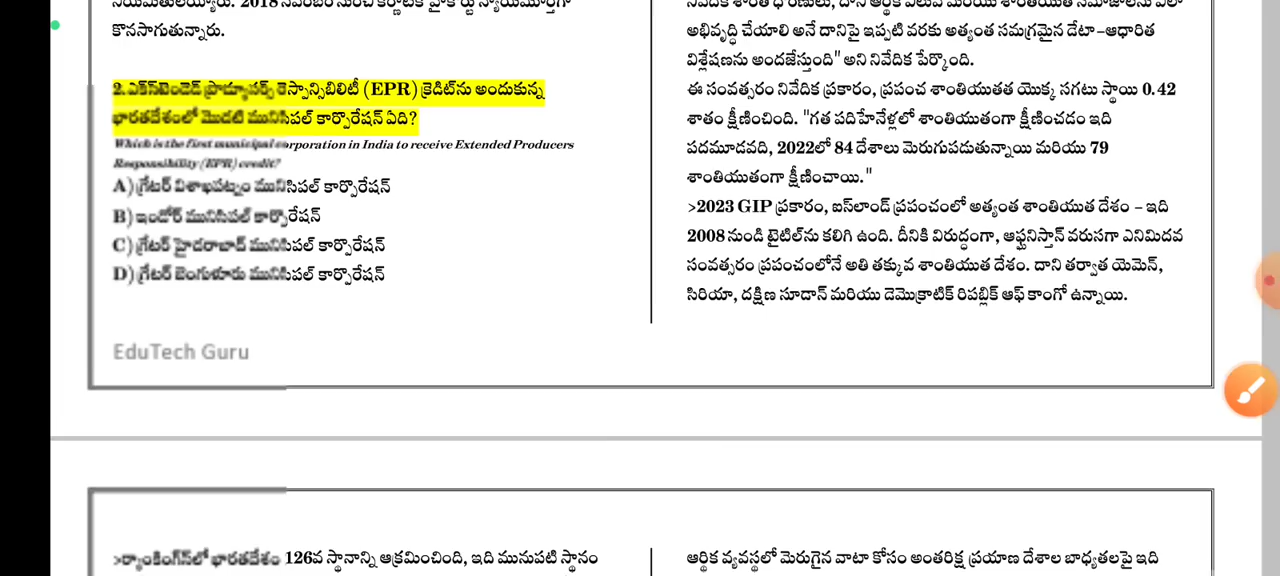 కొనసాగుతున్నారు.
2.ఎక్స్‌టెండెడ్ ప్రొడ్యూసర్స్ రెస్పాన్సిబిలిటీ (EPR) క్రెడిట్‌ను అందుకున్న
భారతదేశంలో మొదటి మునిసిపల్ కార్పొరేషన్ ఏది?
Which is the first municipal corporation in India to receive Extended Producers
Responsibility (EPR) credit?
A) గ్రేటర్ విశాఖపట్నం మునిసిపల్ కార్పొరేషన్
B) ఇండోర్ మునిసిపల్ కార్పొరేషన్
C) గ్రేటర్ హైదరాబాద్ మునిసిపల్ కార్పొరేషన్
D) గ్రేటర్ బెంగుళూరు మునిసిపల్ కార్పొరేషన్
EduTech Guru
అభివృద్ధి చేయాలి అనే దానిపై ఇప్పటి వరకు అత్యంత సమగ్రమైన డేటా-ఆధారిత
విశ్లేషణను అందజేస్తుంది" అని నివేదిక పేర్కొంది.
ఈ సంవత్సరం నివేదిక ప్రకారం, ప్రపంచ శాంతియుతత యొక్క సగటు స్థాయి 0.42
శాతం క్షీణించింది. "గత పదిహేనేళ్లలో శాంతియుతంగా క్షీణించడం ఇది
పదమూడవది, 2022లో 84 దేశాలు మెరుగుపడుతున్నాయి మరియు 79
శాంతియుతంగా క్షీణించాయి."
>2023 GIP ప్రకారం, ఐస్‌లాండ్ ప్రపంచంలో అత్యంత శాంతియుత దేశం – ఇది
2008 నుండి టైటిల్‌ను కలిగి ఉంది. దీనికి విరుద్ధంగా, ఆఫ్ఘనిస్తాన్ వరుసగా ఎనిమిదవ
సంవత్సరం ప్రపంచంలోనే అతి తక్కువ శాంతియుత దేశం. దాని తర్వాత యెమెన్,
సిరియా, దక్షిణ సూడాన్ మరియు డెమొక్రాటిక్ రిపబ్లిక్ ఆఫ్ కాంగో ఉన్నాయి.
>ర్యాంకింగ్స్‌లో భారతదేశం 126వ స్థానాన్ని ఆక్రమించింది, ఇది మునుపటి స్థానం
ఆర్థిక వ్యవస్థలో మెరుగైన వాటా కోసం అంతరిక్ష ప్రయాణ దేశాల బాధ్యతలపై ఇది